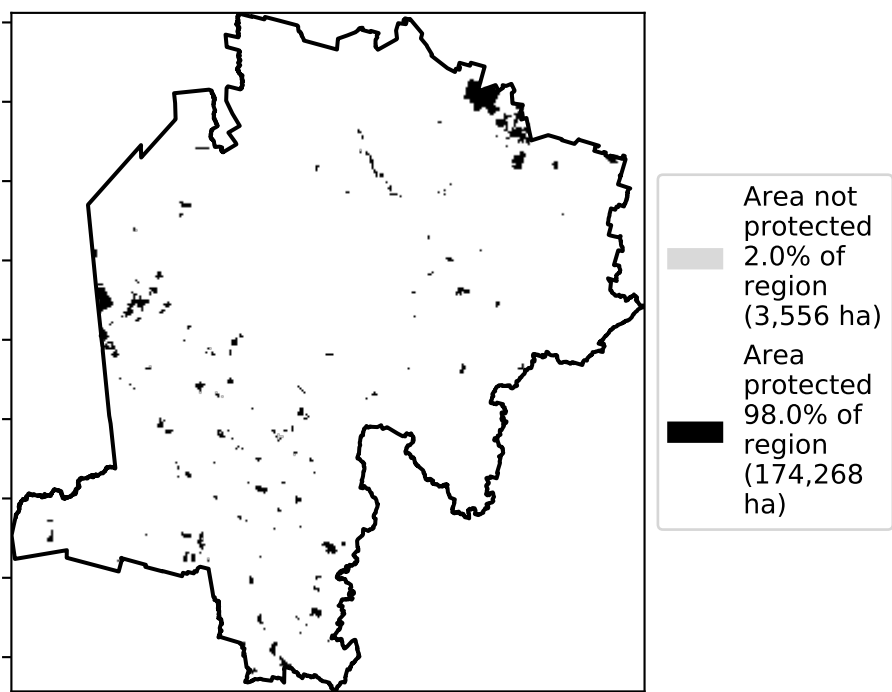 Area not
protected
2.0% of
region
(3,556 ha)
Area
protected
98.0% of
region
(174,268
ha)